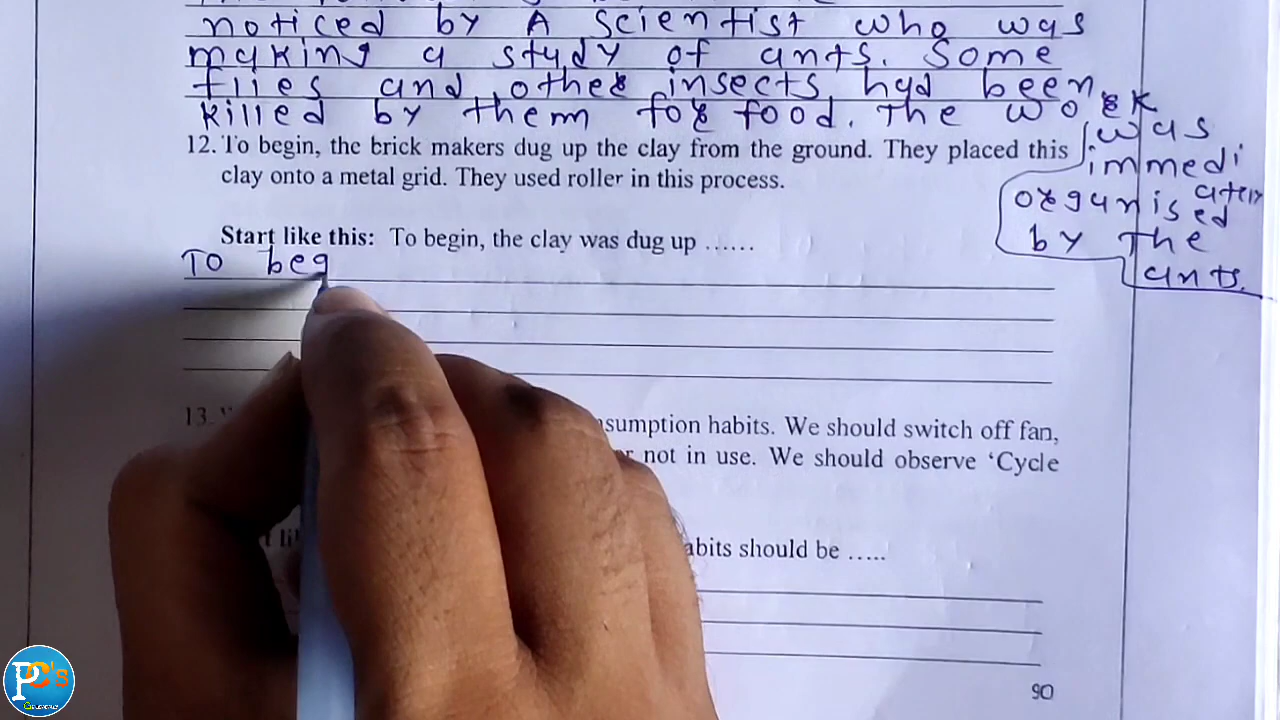 noticed by A Scientist who was
making a study of ants. Some
flies and other insects had been
killed by them for food. The work
was
immedi
ately
organised
by the
ants.
12. To begin, the brick makers dug up the clay from the ground. They placed this
clay onto a metal grid. They used roller in this process.
Start like this: To begin, the clay was dug up ......
To beg
13. nsumption habits. We should switch off fan,
not in use. We should observe ‘Cycle
abits should be .....
90
PC's